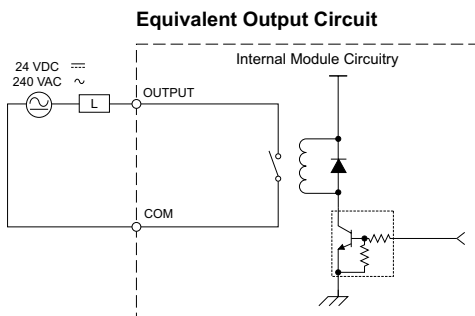 Equivalent Output Circuit
Internal Module Circuitry
24 VDC ⎓
240 VAC ∿
L
OUTPUT
COM